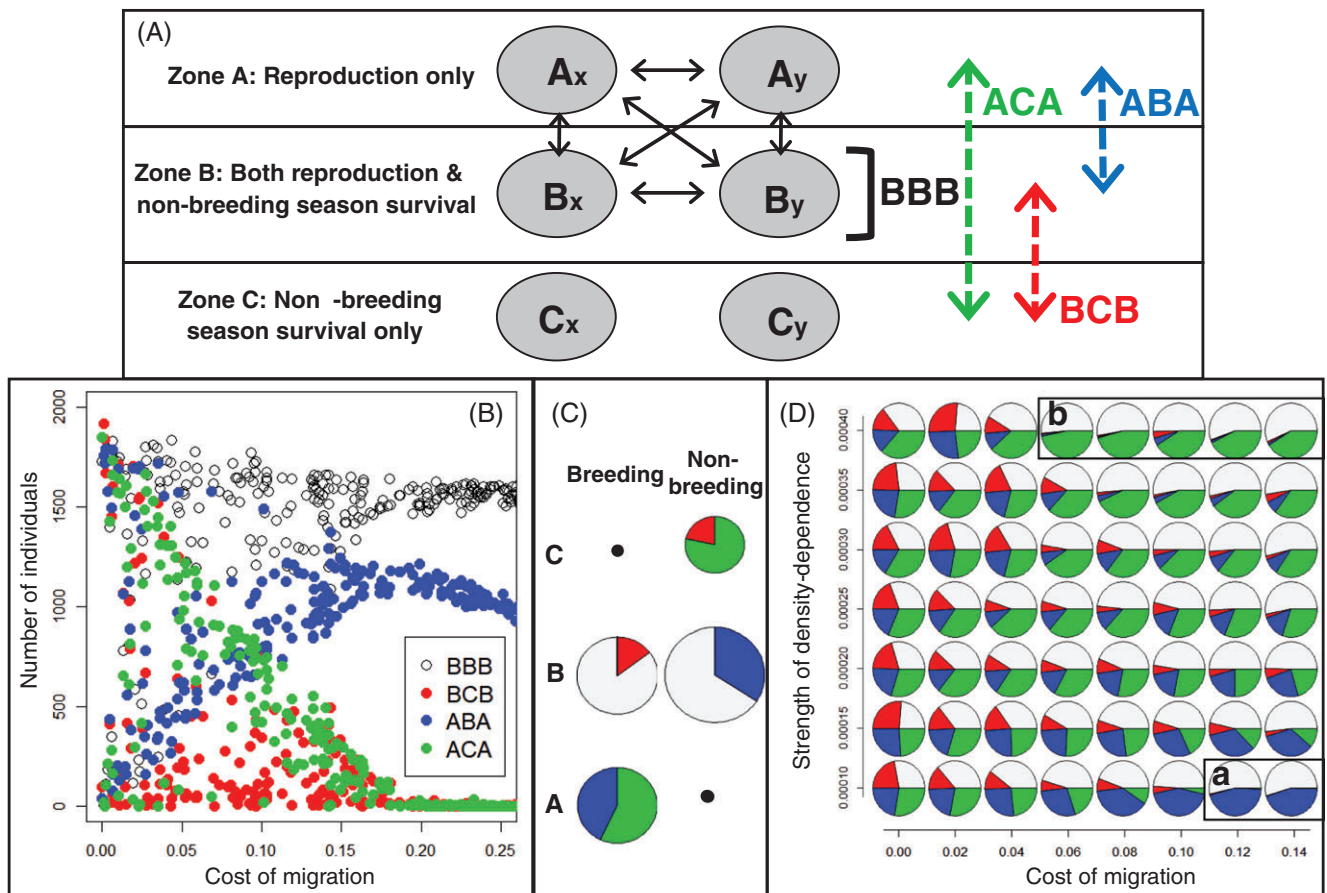 (A)
Zone A: Reproduction only
Ax
Ay
ACA
ABA
Zone B: Both reproduction &
non-breeding season survival
Bx
By
BBB
Zone C: Non -breeding
season survival only
Cx
Cy
BCB
(B)
Number of individuals
2000
1500
1000
500
0
BBB
BCB
ABA
ACA
0.00 0.05 0.10 0.15 0.20 0.25
Cost of migration
(C)
Breeding
Non-
breeding
C
B
A
(D)
Strength of density-dependence
0.00040
0.00035
0.00030
0.00025
0.00020
0.00015
0.00010
b
a
0.00 0.02 0.04 0.06 0.08 0.10 0.12 0.14
Cost of migration